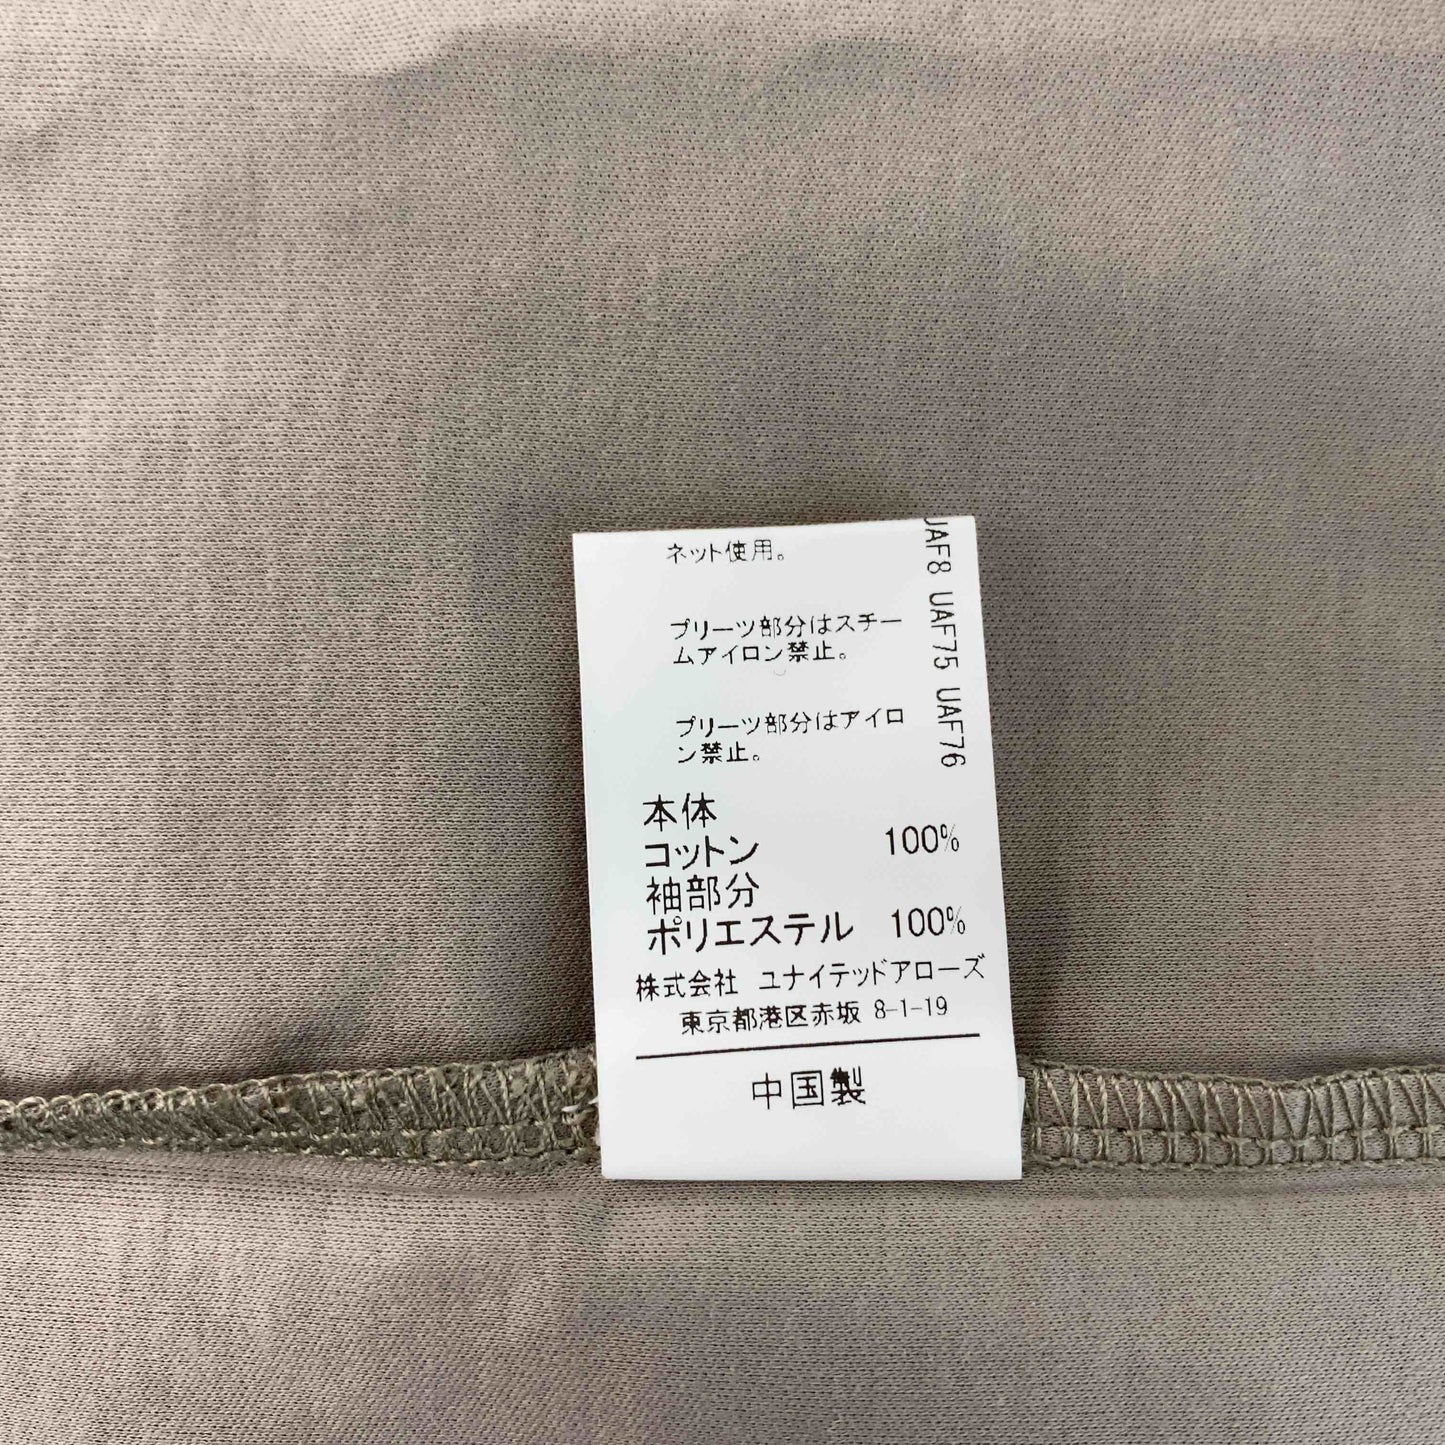 ネット使用。
プリーツ部分はスチー
ムアイロン禁止。
プリーツ部分はアイロ
ン禁止。
本体
コットン 100%
袖部分
ポリエステル 100%
株式会社 ユナイテッドアローズ
東京都港区赤坂 8-1-19
中国製
UAF8 UAF75 UAF76